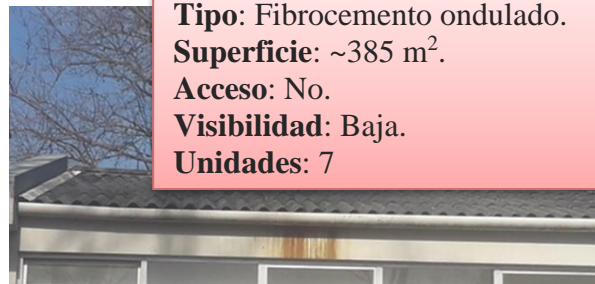 Tipo: Fibrocemento ondulado.
Superficie: ~385 m².
Acceso: No.
Visibilidad: Baja.
Unidades: 7